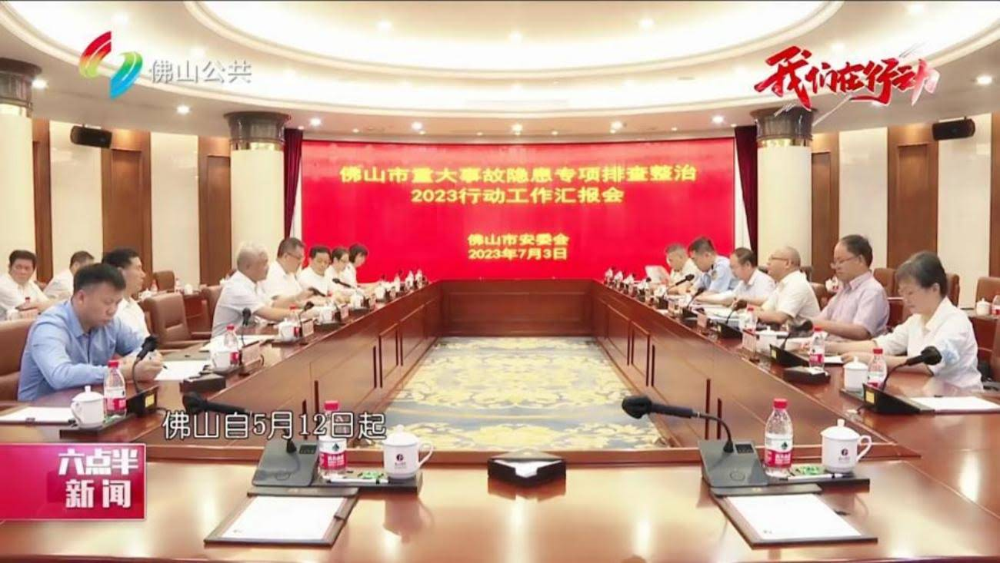 佛山公共
我们在行动
佛山市重大事故隐患专项排查整治
2023行动工作汇报会
佛山市安委会
2023年7月3日
佛山自5月12日起
六点半
新闻